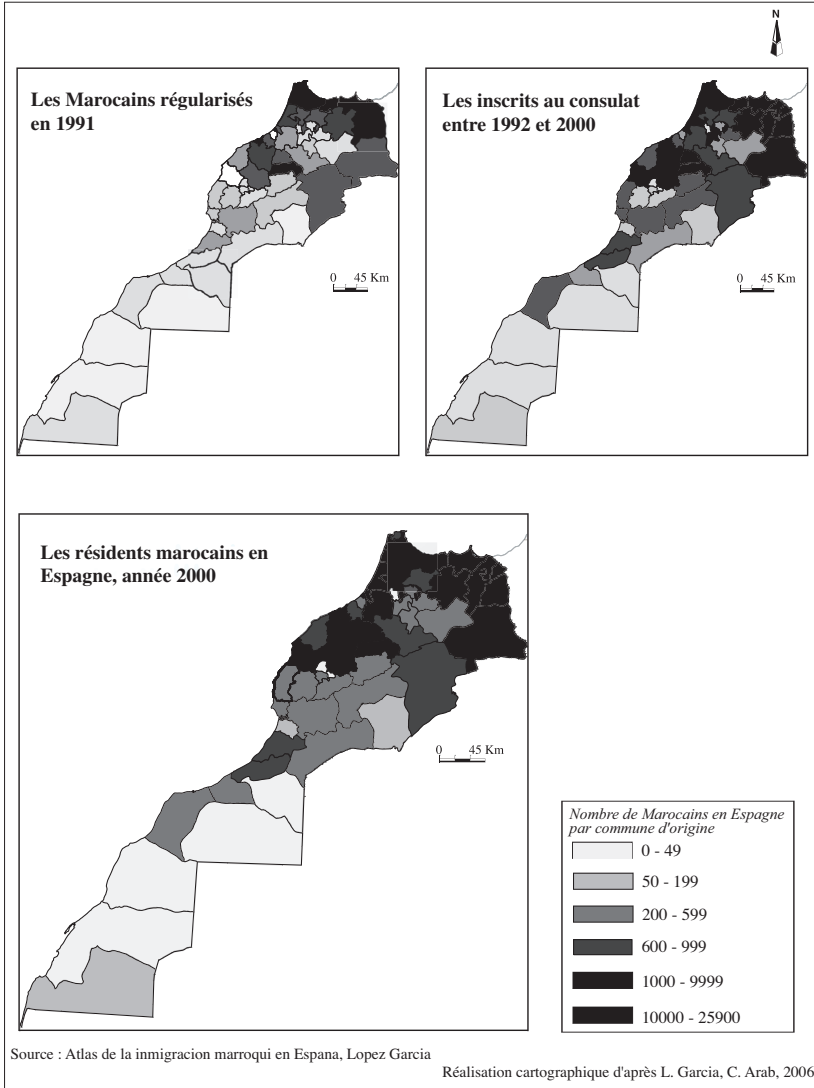 N
Les Marocains régularisés
en 1991
0 45 Km
Les inscrits au consulat
entre 1992 et 2000
0 45 Km
Les résidents marocains en
Espagne, année 2000
0 45 Km
Nombre de Marocains en Espagne
par commune d'origine
0 - 49
50 - 199
200 - 599
600 - 999
1000 - 9999
10000 - 25900
Source : Atlas de la inmigracion marroqui en Espana, Lopez Garcia
Réalisation cartographique d'après L. Garcia, C. Arab, 2006